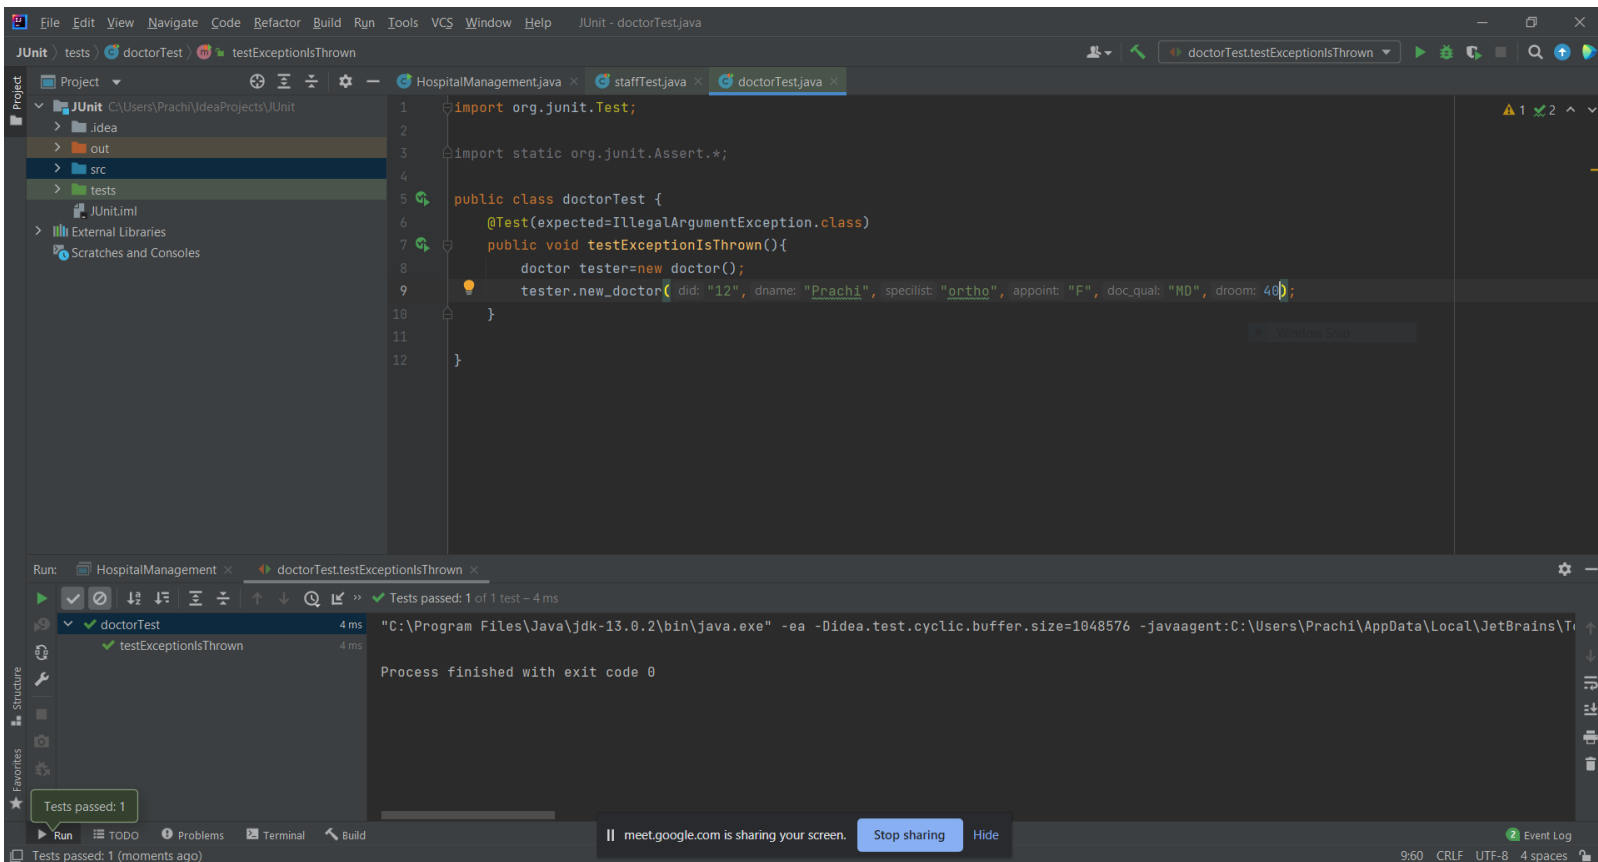 File Edit View Navigate Code Refactor Build Run Tools VCS Window Help JUnit - doctorTest.java
JUnit tests doctorTest testExceptionIsThrown
doctorTest.testExceptionIsThrown
Project
HospitalManagement.java staffTest.java doctorTest.java
Project
JUnit C:\Users\Prachi\IdeaProjects\JUnit
.idea
out
src
tests
JUnit.iml
External Libraries
Scratches and Consoles
1 import org.junit.Test;
2
3 import static org.junit.Assert.*;
4
5 public class doctorTest {
6 @Test(expected=IllegalArgumentException.class)
7 public void testExceptionIsThrown(){
8 doctor tester=new doctor();
9 tester.new_doctor( did: "12", dname: "Prachi", specilist: "ortho", appoint: "F", doc_qual: "MD", droom: 40);
10 }
11
12 }
1 2
Window Snip
Run: HospitalManagement doctorTest.testExceptionIsThrown
Tests passed: 1 of 1 test – 4 ms
doctorTest 4 ms
testExceptionIsThrown 4 ms
"C:\Program Files\Java\jdk-13.0.2\bin\java.exe" -ea -Didea.test.cyclic.buffer.size=1048576 -javaagent:C:\Users\Prachi\AppData\Local\JetBrains\T
Process finished with exit code 0
Structure
Favorites
Tests passed: 1
Run TODO Problems Terminal Build
meet.google.com is sharing your screen. Stop sharing Hide
2 Event Log
Tests passed: 1 (moments ago)
9:60 CRLF UTF-8 4 spaces